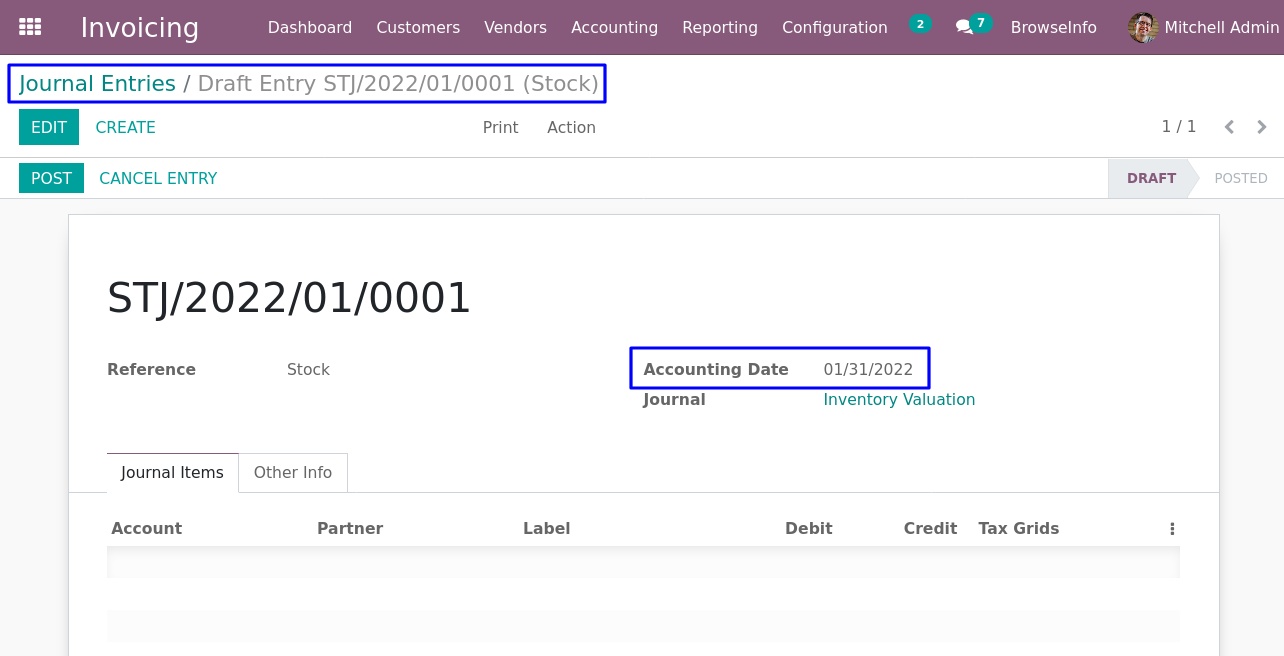 Invoicing Dashboard Customers Vendors Accounting Reporting Configuration 2 7 BrowseInfo Mitchell Admin
Journal Entries / Draft Entry STJ/2022/01/0001 (Stock)
EDIT CREATE Print Action 1 / 1
POST CANCEL ENTRY DRAFT POSTED
STJ/2022/01/0001
Reference Stock Accounting Date 01/31/2022
Journal Inventory Valuation
Journal Items Other Info
Account Partner Label Debit Credit Tax Grids